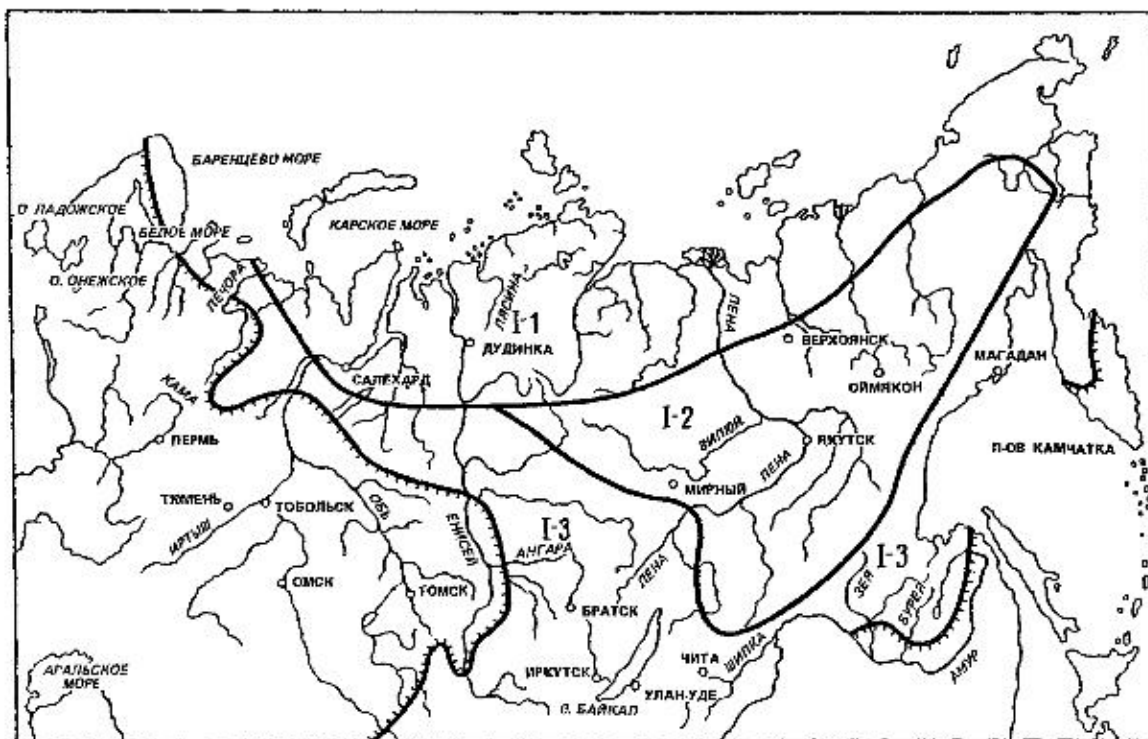 БАРЕНЦЕВО МОРЕ
О. ЛАДОЖСКОЕ
КАРСКОЕ МОРЕ
БЕЛОЕ МОРЕ
О. ОНЕЖСКОЕ
ПЕЧОРА
ПЯСИНА
I-1
ЛЕНА
ДУДИНКА
ВЕРХОЯНСК
САЛЕХАРД
МАГАДАН
ОЙМЯКОН
КАМА
I-2
ПЕРМЬ
ВИЛЮЯ
ЯКУТСК
П-ОВ КАМЧАТКА
ЛЕНА
МИРНЫЙ
ТЮМЕНЬ
ТОБОЛЬСК
ОБЬ
ИРТЫШ
ЕНИСЕЙ
I-3
АНГАРА
ЛЕНА
I-3
ЗЕЯ
БУРЕЯ
ОМСК
ТОМСК
БРАТСК
ЧИТА
ШИЛКА
АМУР
ИРКУТСК
УЛАН-УДЕ
АРАЛЬСКОЕ
МОРЕ
О. БАЙКАЛ